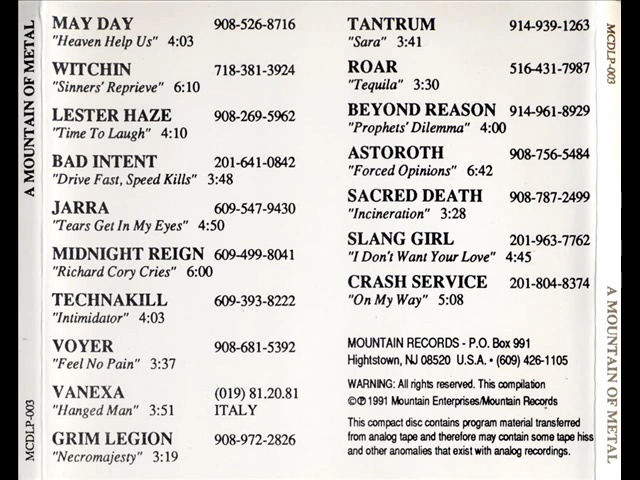 A MOUNTAIN OF METAL
MCDLP-003
MAY DAY 908-526-8716
"Heaven Help Us" 4:03
WITCHIN 718-381-3924
"Sinners' Reprieve" 6:10
LESTER HAZE 908-269-5962
"Time To Laugh" 4:10
BAD INTENT 201-641-0842
"Drive Fast, Speed Kills" 3:48
JARRA 609-547-9430
"Tears Get In My Eyes" 4:50
MIDNIGHT REIGN 609-499-8041
"Richard Cory Cries" 6:00
TECHNAKILL 609-393-8222
"Intimidator" 4:03
VOYER 908-681-5392
"Feel No Pain" 3:37
VANEXA (019) 81.20.81
"Hanged Man" 3:51 ITALY
GRIM LEGION 908-972-2826
"Necromajesty" 3:19
TANTRUM 914-939-1263
"Sara" 3:41
ROAR 516-431-7987
"Tequila" 3:30
BEYOND REASON 914-961-8929
"Prophets' Dilemma" 4:00
ASTOROTH 908-756-5484
"Forced Opinions" 6:42
SACRED DEATH 908-787-2499
"Incineration" 3:28
SLANG GIRL 201-963-7762
"I Don't Want Your Love" 4:45
CRASH SERVICE 201-804-8374
"On My Way" 5:08
MOUNTAIN RECORDS - P.O. Box 991
Hightstown, NJ 08520 U.S.A. • (609) 426-1105
WARNING: All rights reserved. This compilation
©℗ 1991 Mountain Enterprises/Mountain Records
This compact disc contains program material transferred
from analog tape and therefore may contain some tape hiss
and other anomalies that exist with analog recordings.
MCDLP-003
A MOUNTAIN OF METAL